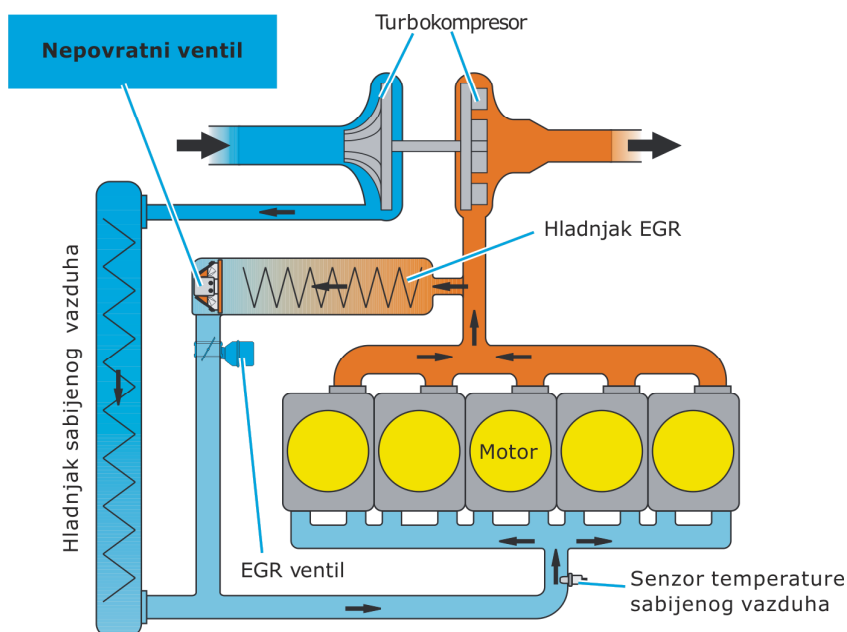 Turbokompresor
Nepovratni ventil
Hladnjak EGR
Hladnjak sabijenog vazduha
Motor
EGR ventil
Senzor temperature
sabijenog vazduha